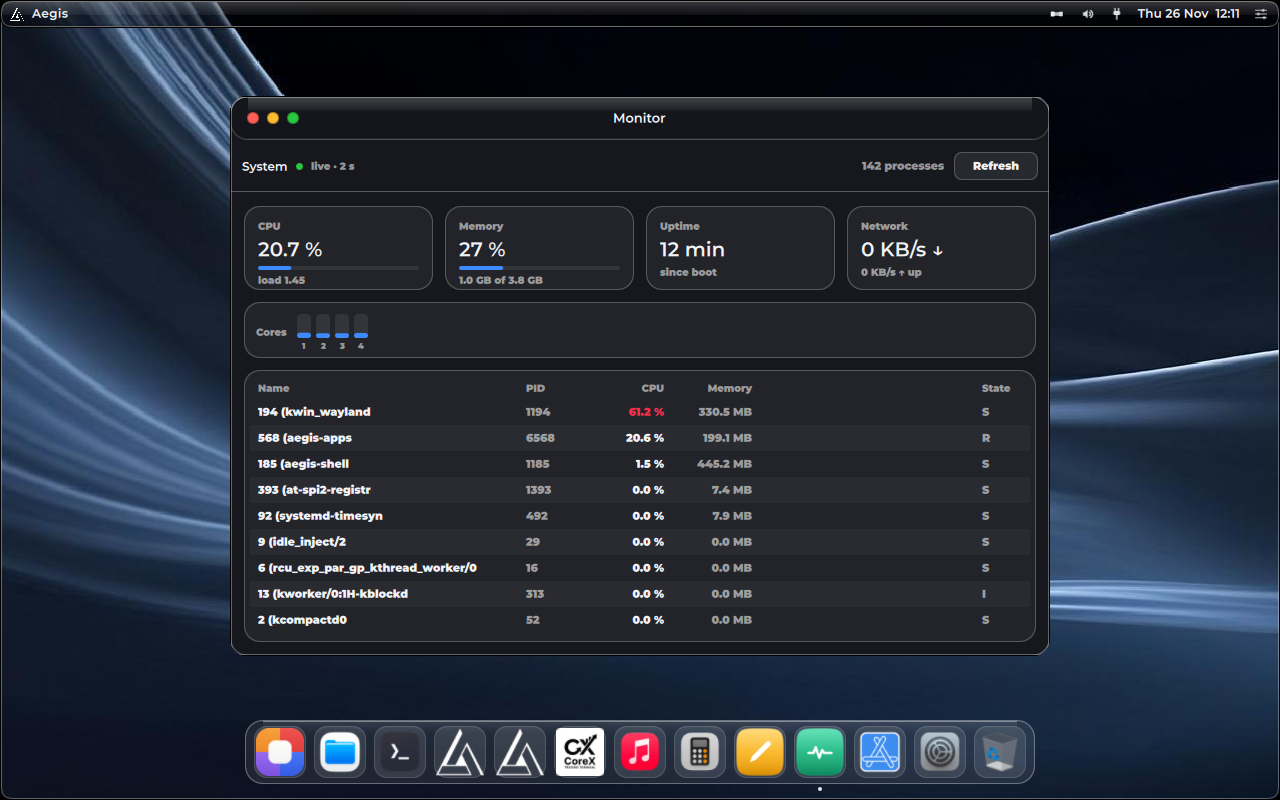 Aegis
Thu 26 Nov 12:11
Monitor
System live · 2 s
142 processes Refresh
CPU
20.7 %
load 1.45
Memory
27 %
1.0 GB of 3.8 GB
Uptime
12 min
since boot
Network
0 KB/s ↓
0 KB/s ↑ up
Cores
1 2 3 4
Name PID CPU Memory State
194 (kwin_wayland 1194 61.2 % 330.5 MB S
568 (aegis-apps 6568 20.6 % 199.1 MB R
185 (aegis-shell 1185 1.5 % 445.2 MB S
393 (at-spi2-registr 1393 0.0 % 7.4 MB S
92 (systemd-timesyn 492 0.0 % 7.9 MB S
9 (idle_inject/2 29 0.0 % 0.0 MB S
6 (rcu_exp_par_gp_kthread_worker/0 16 0.0 % 0.0 MB S
13 (kworker/0:1H-kblockd 313 0.0 % 0.0 MB I
2 (kcompactd0 52 0.0 % 0.0 MB S
CX
CoreX